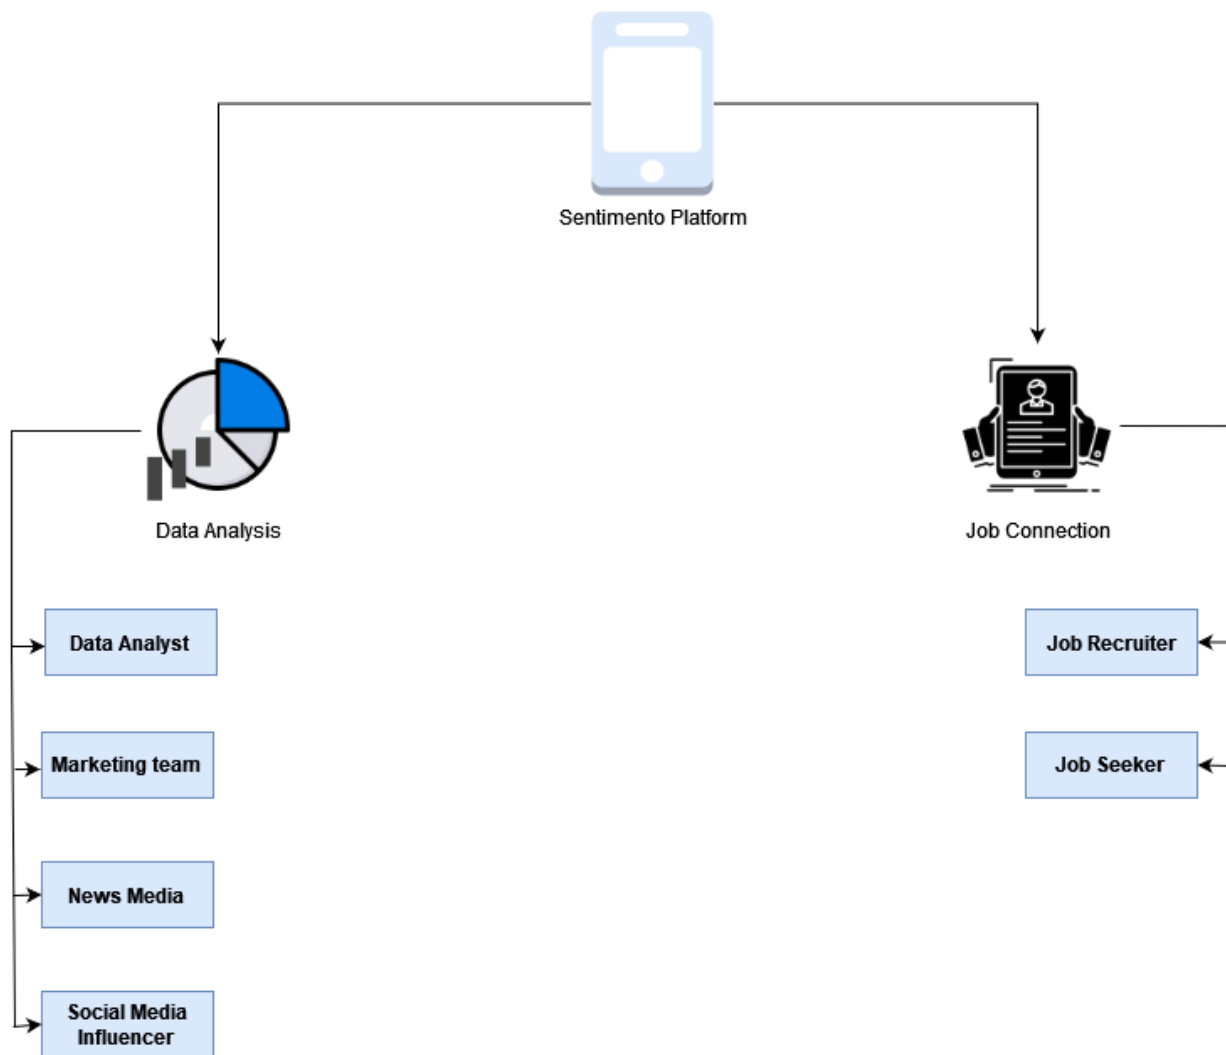 Sentimento Platform
Data Analysis
Job Connection
Data Analyst
Job Recruiter
Marketing team
Job Seeker
News Media
Social Media
Influencer